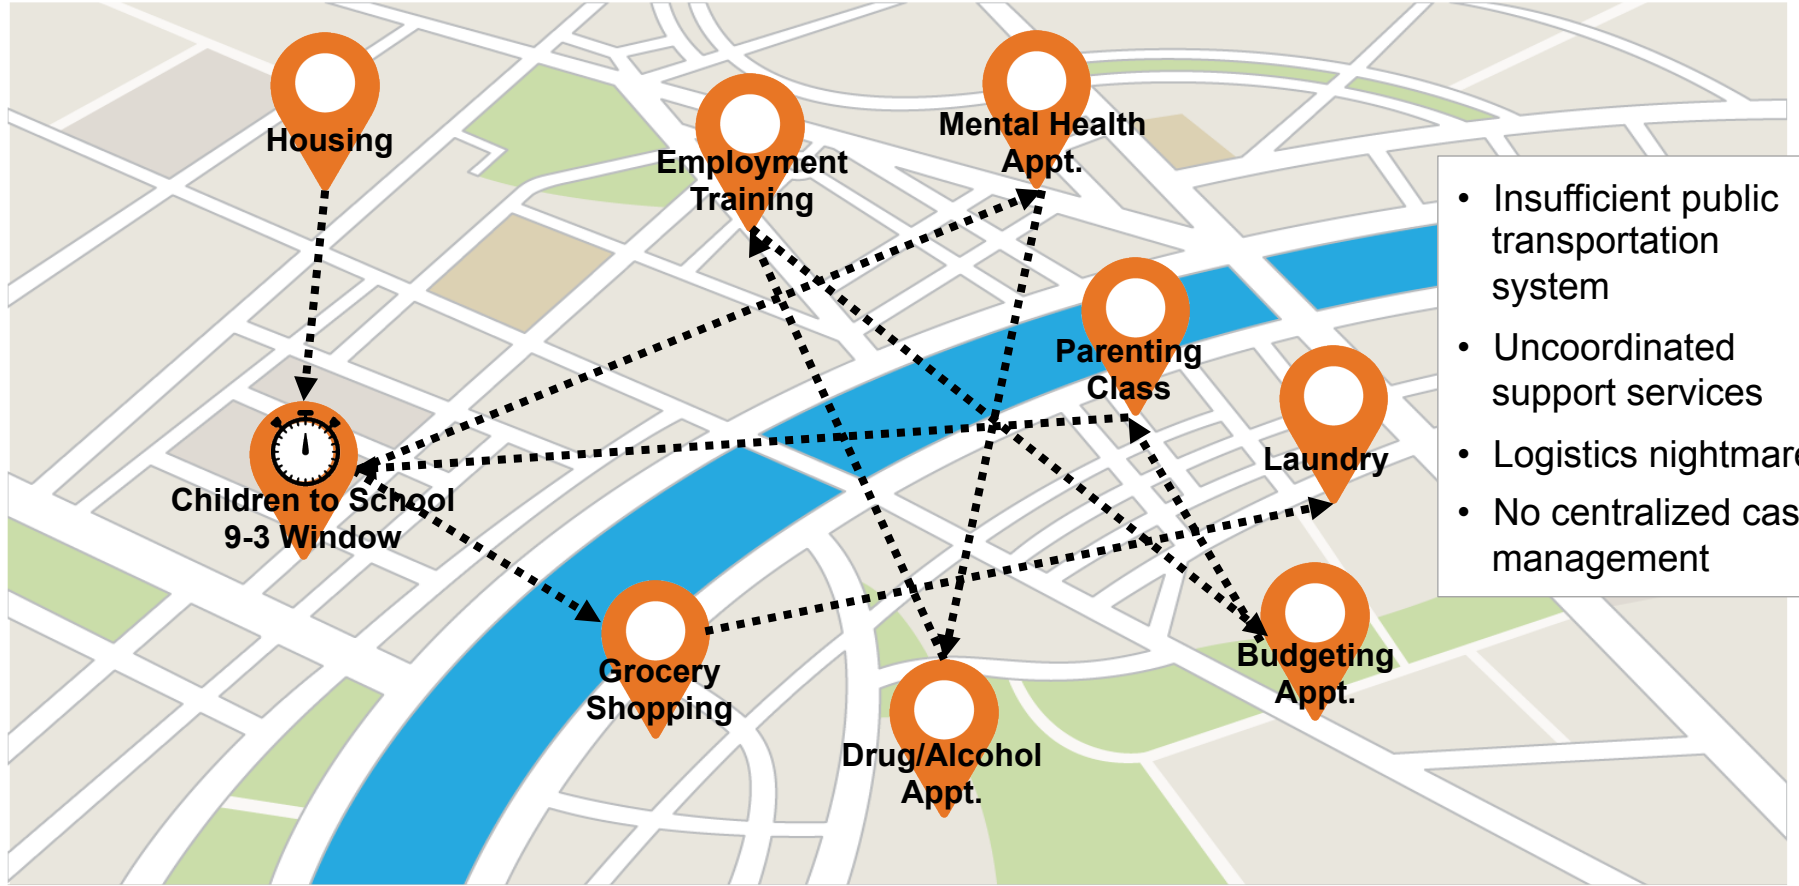 Housing
Employment
Training
Mental Health
Appt.
Parenting
Class
Laundry
Children to School
9-3 Window
Grocery
Shopping
Drug/Alcohol
Appt.
Budgeting
Appt.
• Insufficient public
transportation
system
• Uncoordinated
support services
• Logistics nightmare
• No centralized cas
management